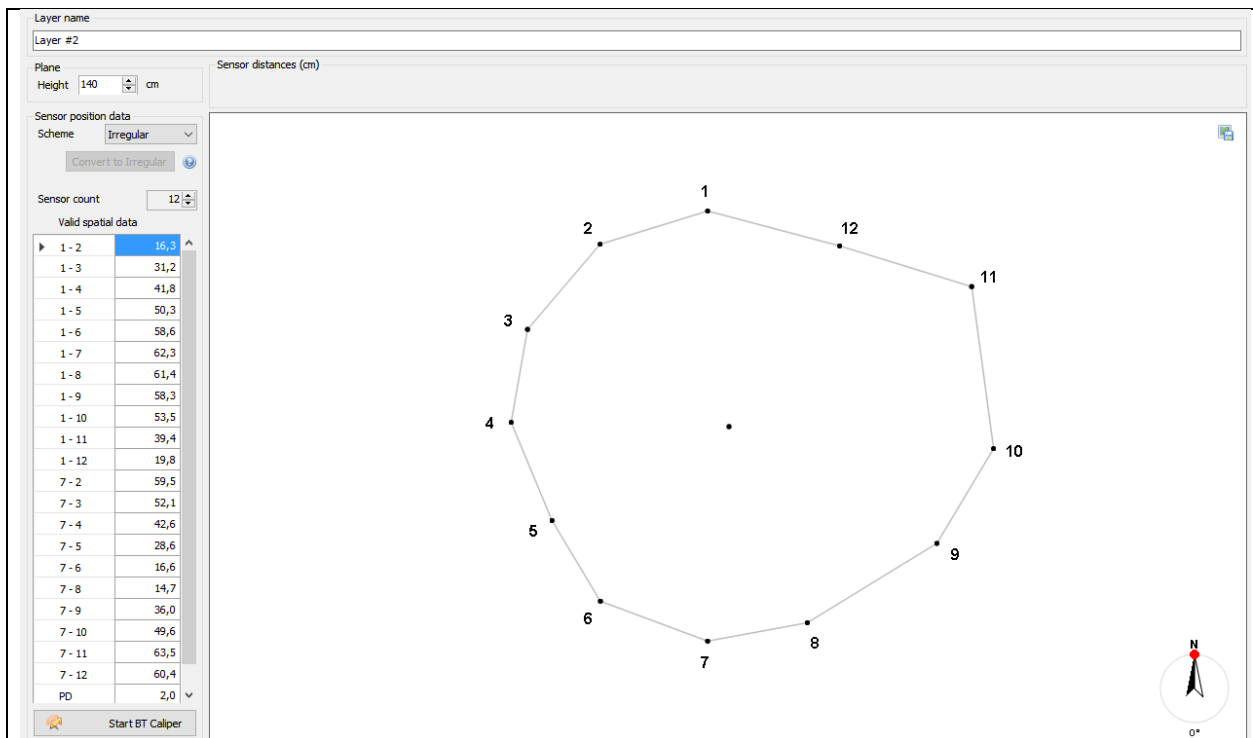 Layer name
Layer #2
Plane
Height 140 cm
Sensor distances (cm)
Sensor position data
Scheme Irregular
Convert to Irregular
Sensor count 12
Valid spatial data
1 - 2 16,3
1 - 3 31,2
1 - 4 41,8
1 - 5 50,3
1 - 6 58,6
1 - 7 62,3
1 - 8 61,4
1 - 9 58,3
1 - 10 53,5
1 - 11 39,4
1 - 12 19,8
7 - 2 59,5
7 - 3 52,1
7 - 4 42,6
7 - 5 28,6
7 - 6 16,6
7 - 8 14,7
7 - 9 36,0
7 - 10 49,6
7 - 11 63,5
7 - 12 60,4
PD 2,0
Start BT Caliper
1
2
12
11
3
4
10
5
9
6
8
7
N
0°